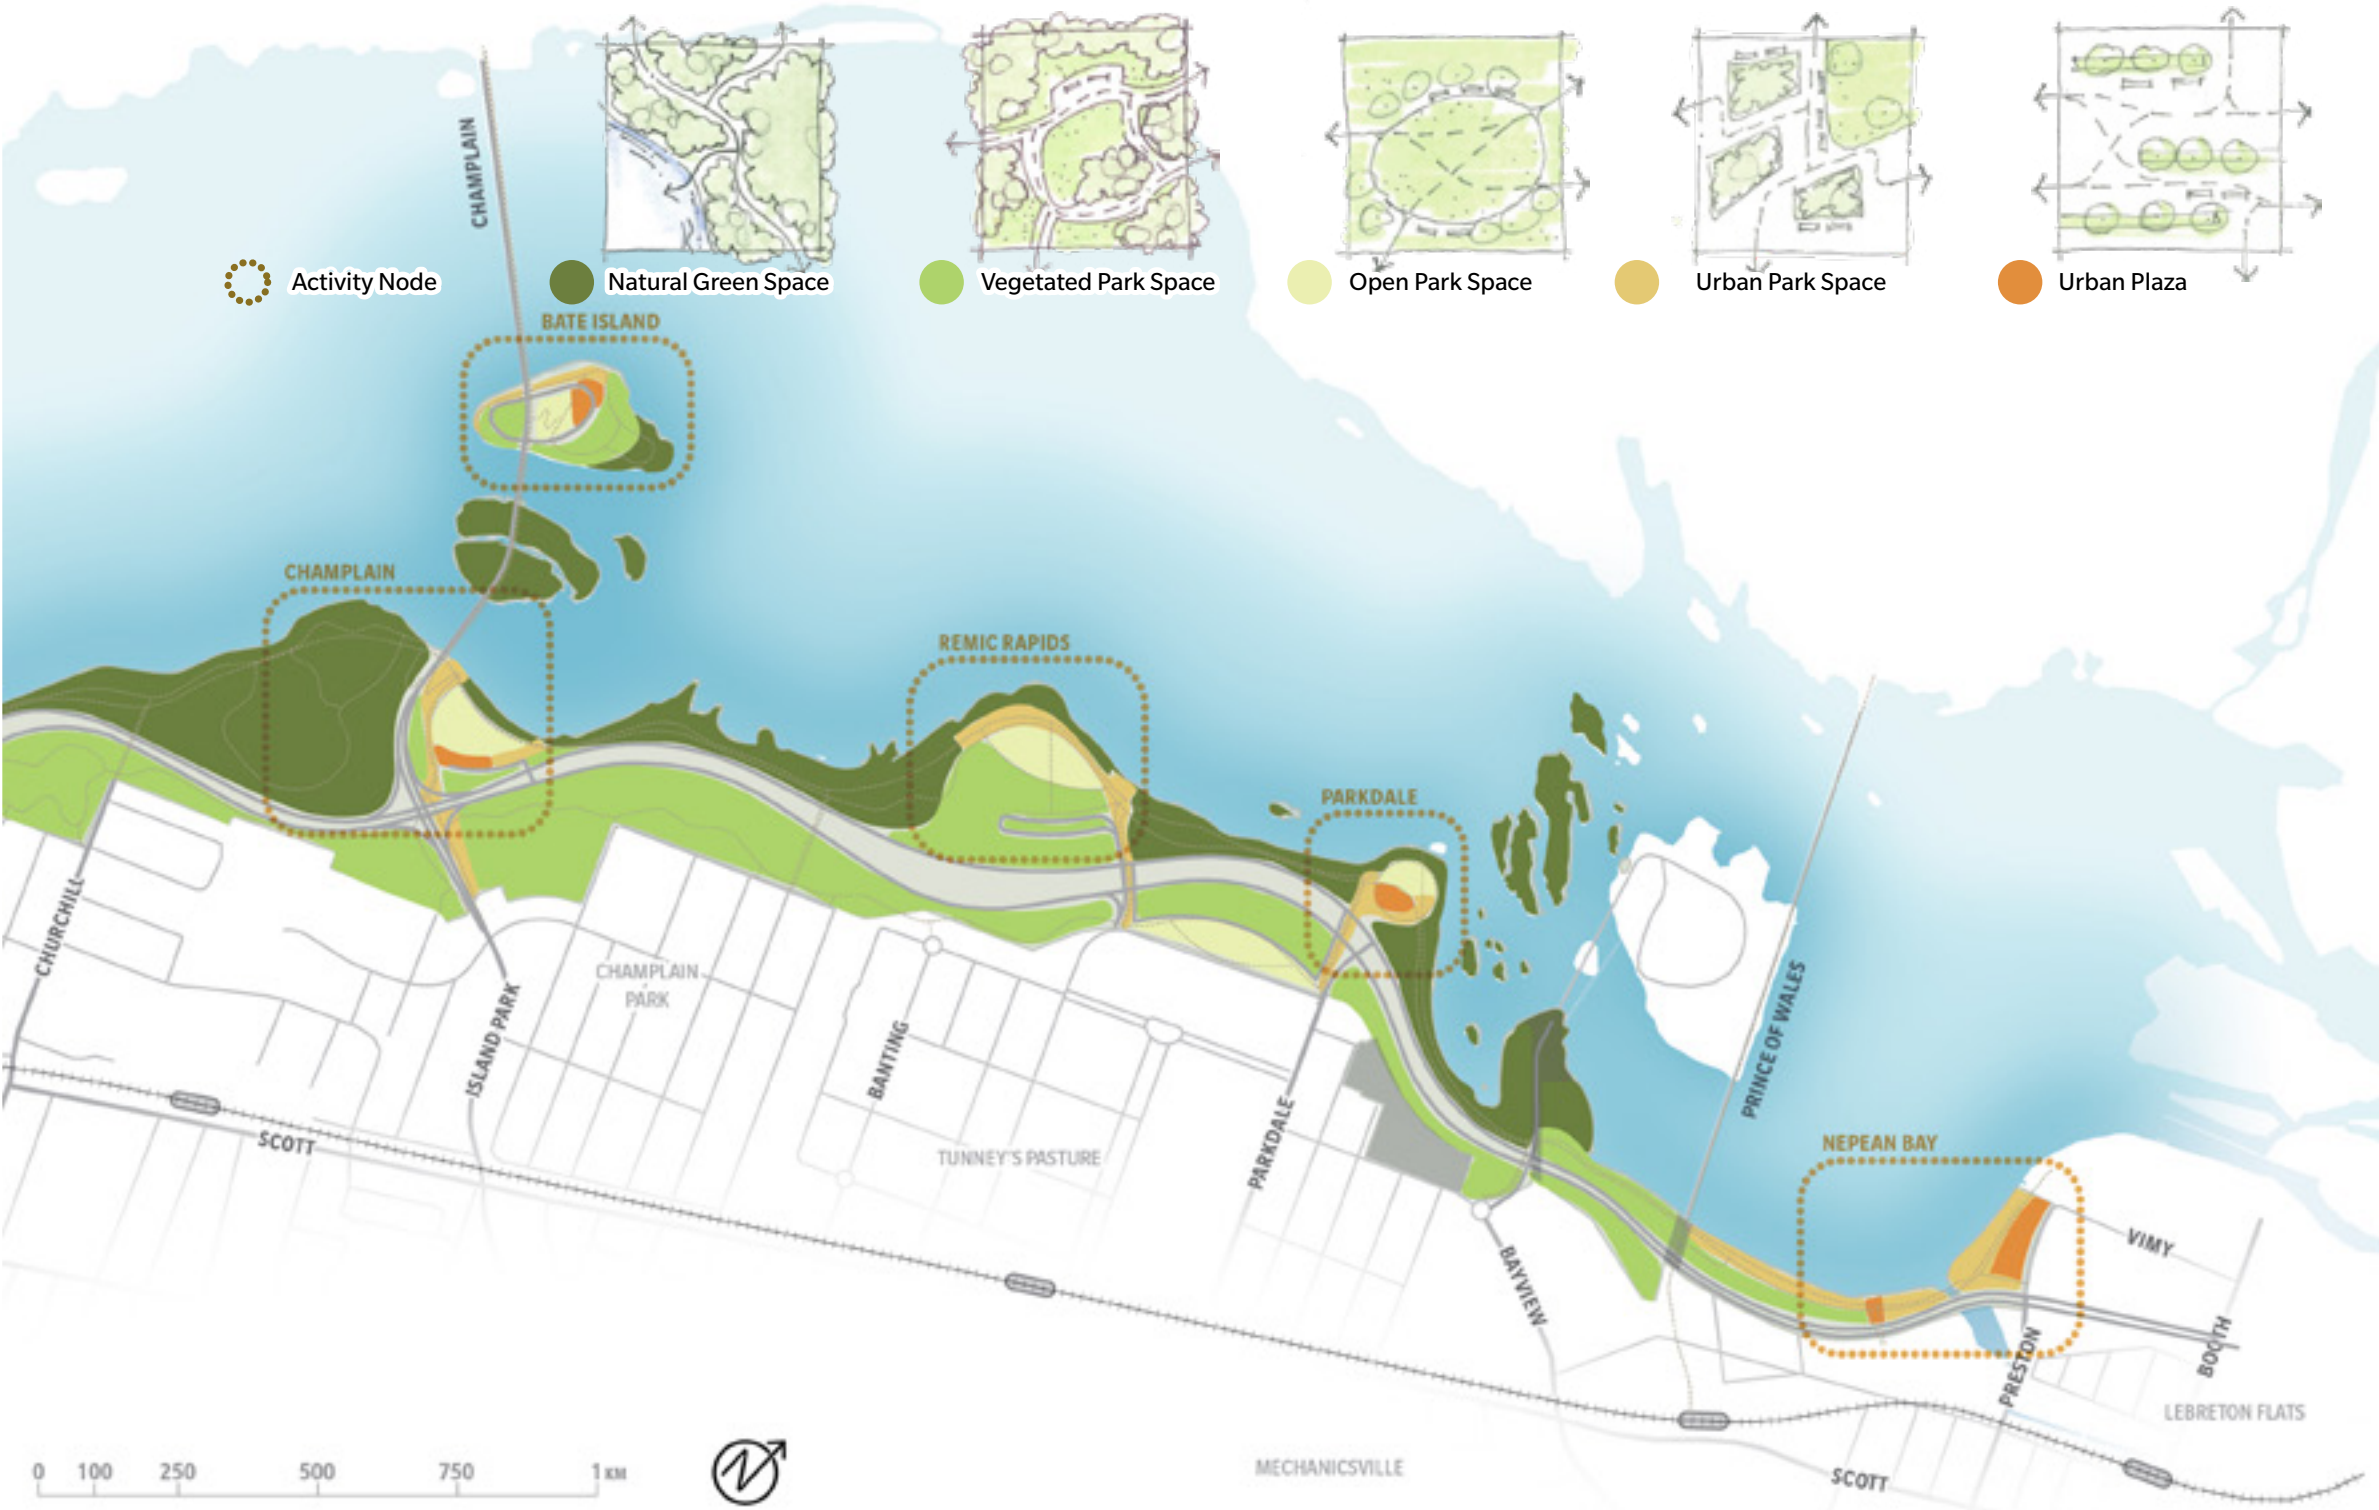 CHAMPLAIN
Activity Node
Natural Green Space
Vegetated Park Space
Open Park Space
Urban Park Space
Urban Plaza
BATE ISLAND
CHAMPLAIN
REMIC RAPIDS
PARKDALE
CHURCHILL
CHAMPLAIN
PARK
ISLAND PARK
BANTING
PRINCE OF WALES
PARKDALE
SCOTT
TUNNEY'S PASTURE
NEPEAN BAY
VIMY
BAYVIEW
PRESTON
BOOTH
LEBRETON FLATS
0 100 250 500 750 1 KM
N
MECHANICSVILLE
SCOTT